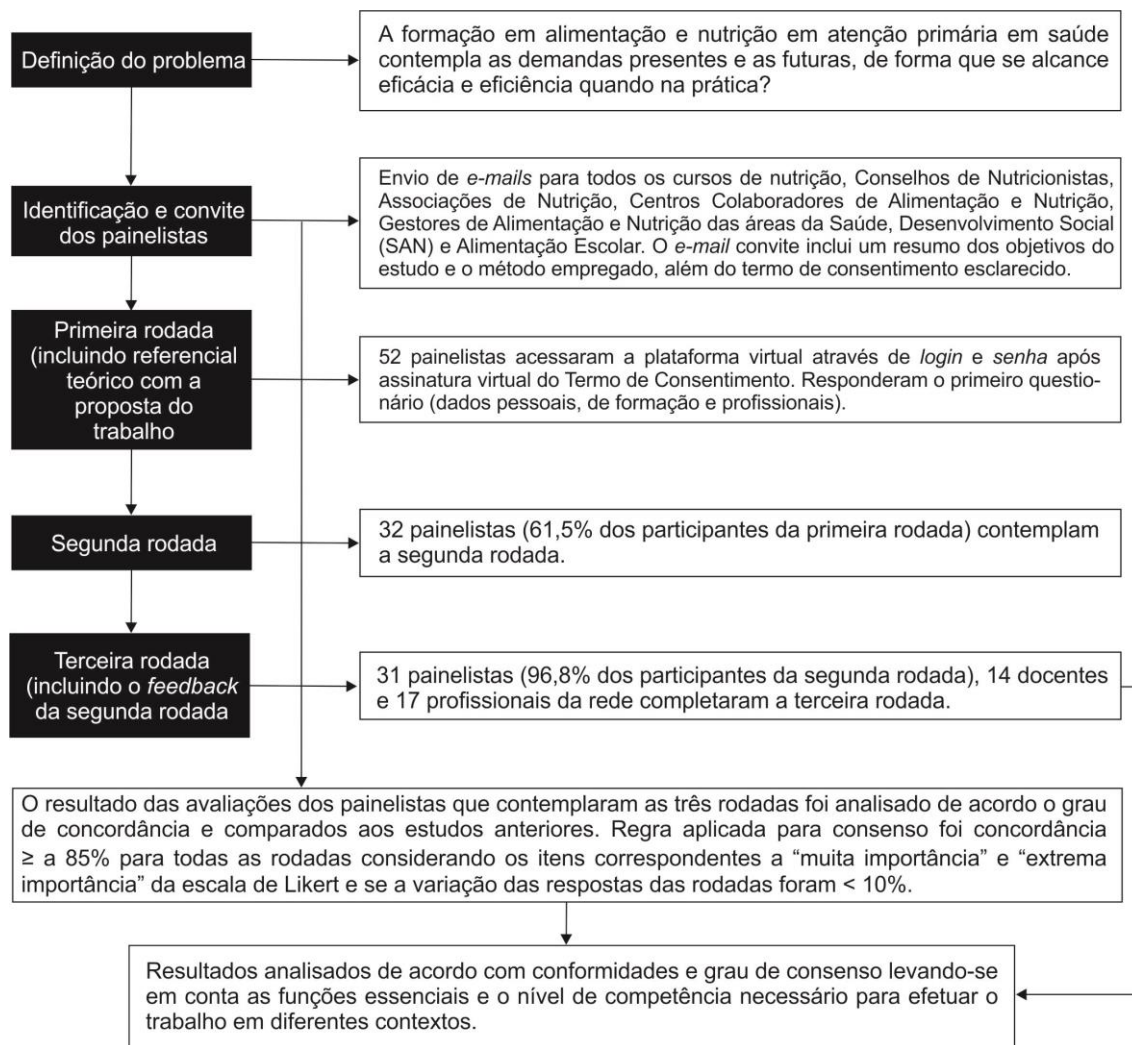 Definição do problema
A formação em alimentação e nutrição em atenção primária em saúde
contempla as demandas presentes e as futuras, de forma que se alcance
eficácia e eficiência quando na prática?
Identificação e convite
dos painelistas
Envio de e-mails para todos os cursos de nutrição, Conselhos de Nutricionistas,
Associações de Nutrição, Centros Colaboradores de Alimentação e Nutrição,
Gestores de Alimentação e Nutrição das áreas da Saúde, Desenvolvimento Social
(SAN) e Alimentação Escolar. O e-mail convite inclui um resumo dos objetivos do
estudo e o método empregado, além do termo de consentimento esclarecido.
Primeira rodada
(incluindo referencial
teórico com a
proposta do
trabalho
52 painelistas acessaram a plataforma virtual através de login e senha após
assinatura virtual do Termo de Consentimento. Responderam o primeiro questio-
nário (dados pessoais, de formação e profissionais).
Segunda rodada
32 painelistas (61,5% dos participantes da primeira rodada) contemplam
a segunda rodada.
Terceira rodada
(incluindo o feedback
da segunda rodada
31 painelistas (96,8% dos participantes da segunda rodada), 14 docentes
e 17 profissionais da rede completaram a terceira rodada.
O resultado das avaliações dos painelistas que contemplaram as três rodadas foi analisado de acordo o grau
de concordância e comparados aos estudos anteriores. Regra aplicada para consenso foi concordância
≥ a 85% para todas as rodadas considerando os itens correspondentes a “muita importância” e “extrema
importância” da escala de Likert e se a variação das respostas das rodadas foram < 10%.
Resultados analisados de acordo com conformidades e grau de consenso levando-se
em conta as funções essenciais e o nível de competência necessário para efetuar o
trabalho em diferentes contextos.